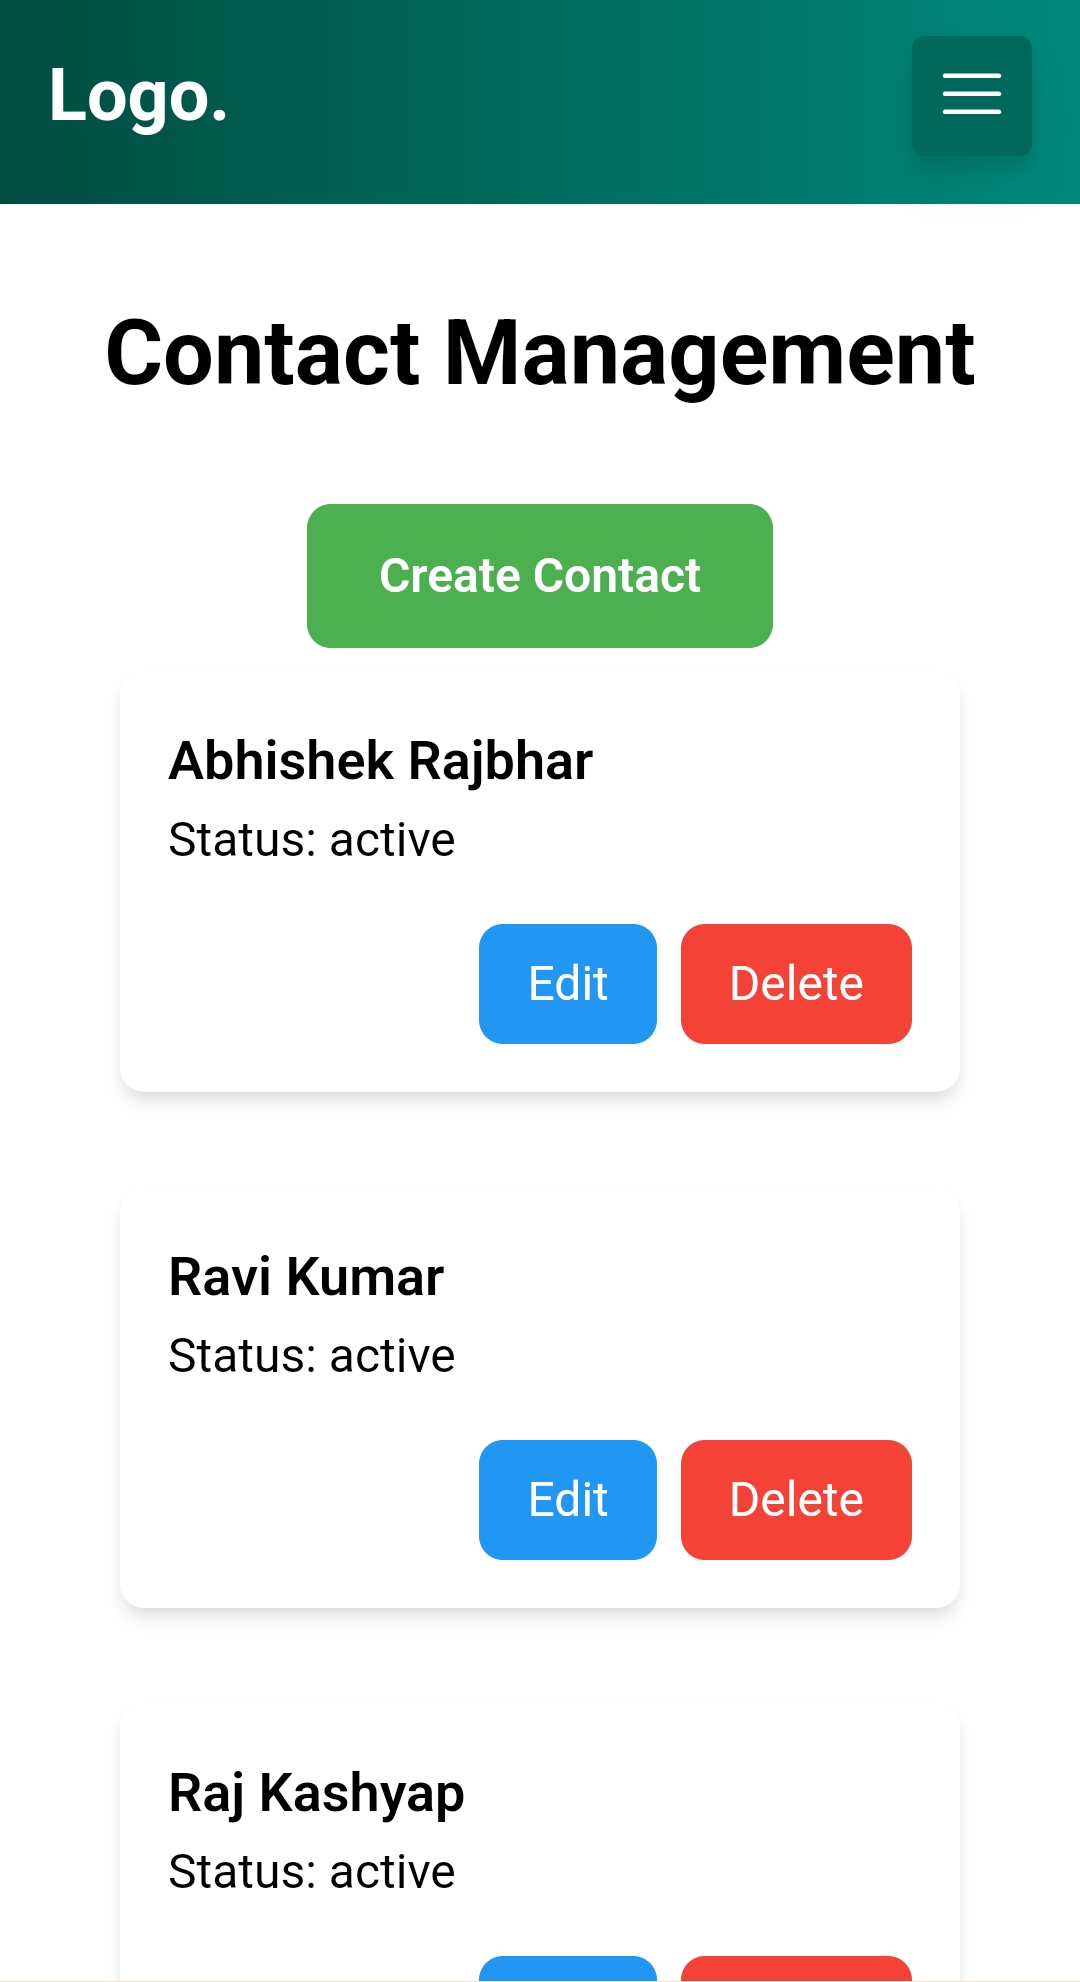 Logo.
Contact Management
Create Contact
Abhishek Rajbhar
Status: active
Edit Delete
Ravi Kumar
Status: active
Edit Delete
Raj Kashyap
Status: active